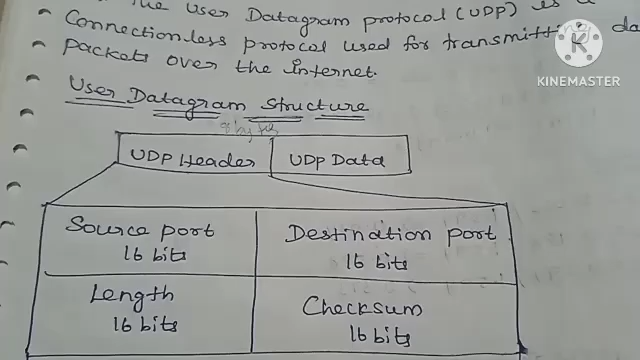 The User Datagram protocol (UDP) is a
Connectionless protocol used for transmitting da
packets over the internet.
User Datagram Structure
8 bytes
UDP Header UDP Data
Source port Destination port
16 bits 16 bits
Length Checksum
16 bits 16 bits
KINEMASTER